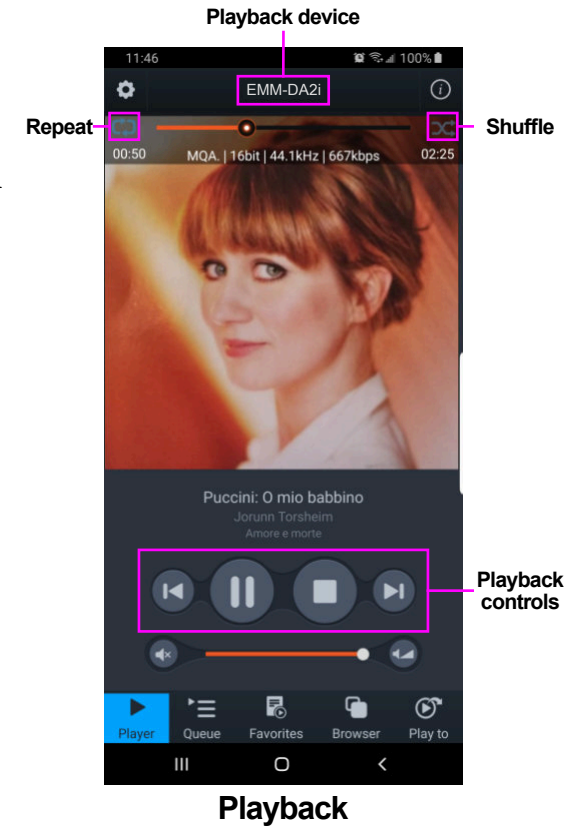 Playback device
11:46
100%
EMM-DA2i
Repeat
Shuffle
00:50
MQA. | 16bit | 44.1kHz | 667kbps
02:25
Puccini: O mio babbino
Jorunn Torsheim
Amore e morte
Playback
controls
Player
Queue
Favorites
Browser
Play to
Playback